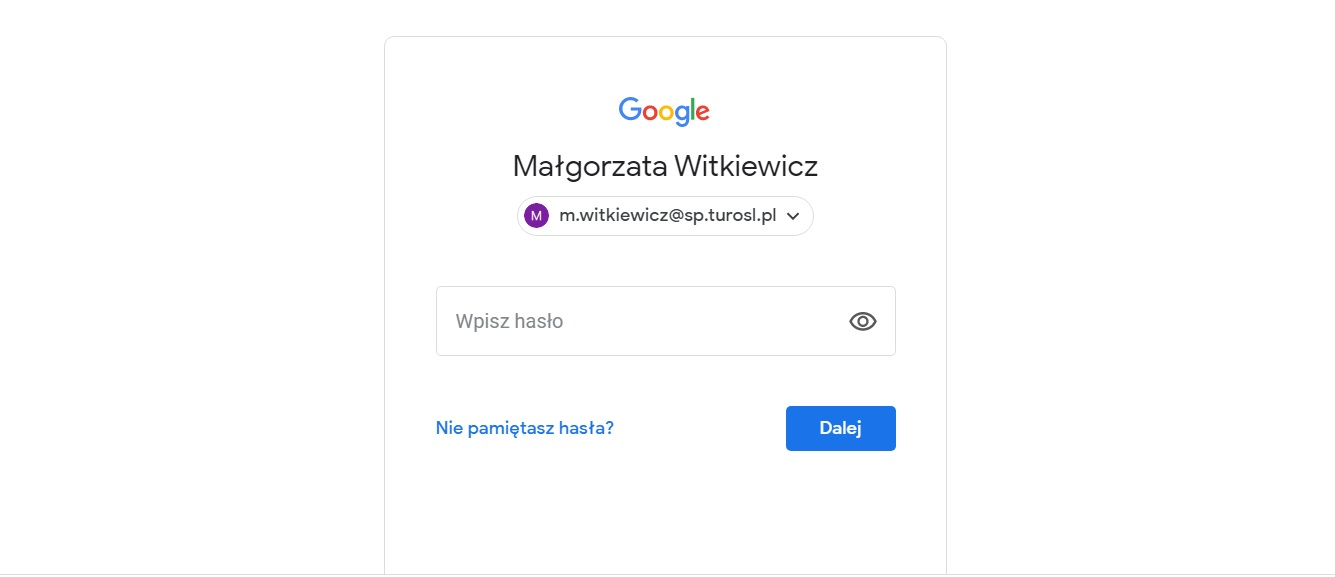 Google
Małgorzata Witkiewicz
M m.witkiewicz@sp.turosl.pl
Wpisz hasło
Nie pamiętasz hasła? Dalej